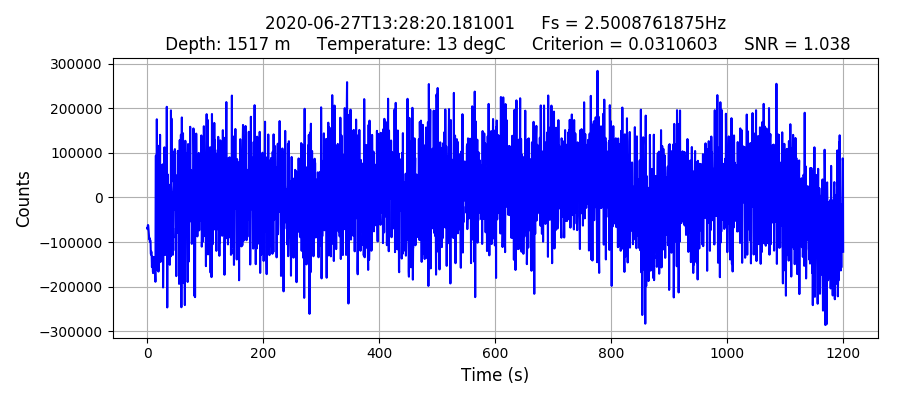 2020-06-27T13:28:20.181001 Fs = 2.5008761875Hz
Depth: 1517 m Temperature: 13 degC Criterion = 0.0310603 SNR = 1.038
300000
200000
100000
0
−100000
−200000
−300000
Counts
0 200 400 600 800 1000 1200
Time (s)